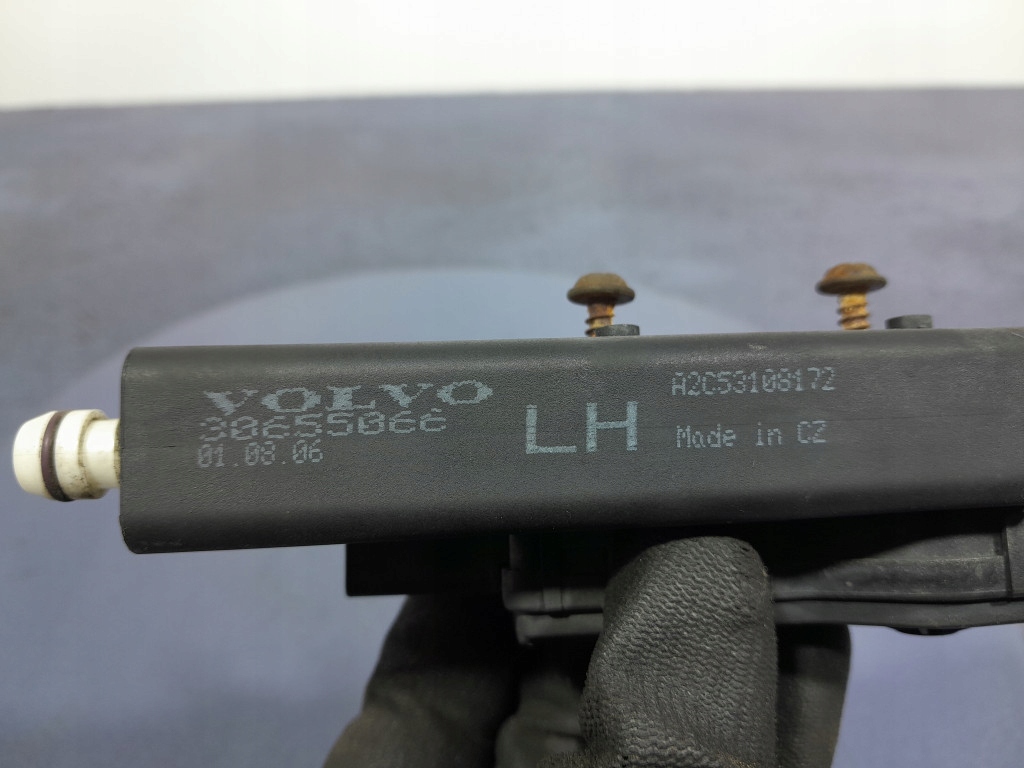 VOLVO
30655066
01.08.06
LH
A2C53108172
Made in CZ